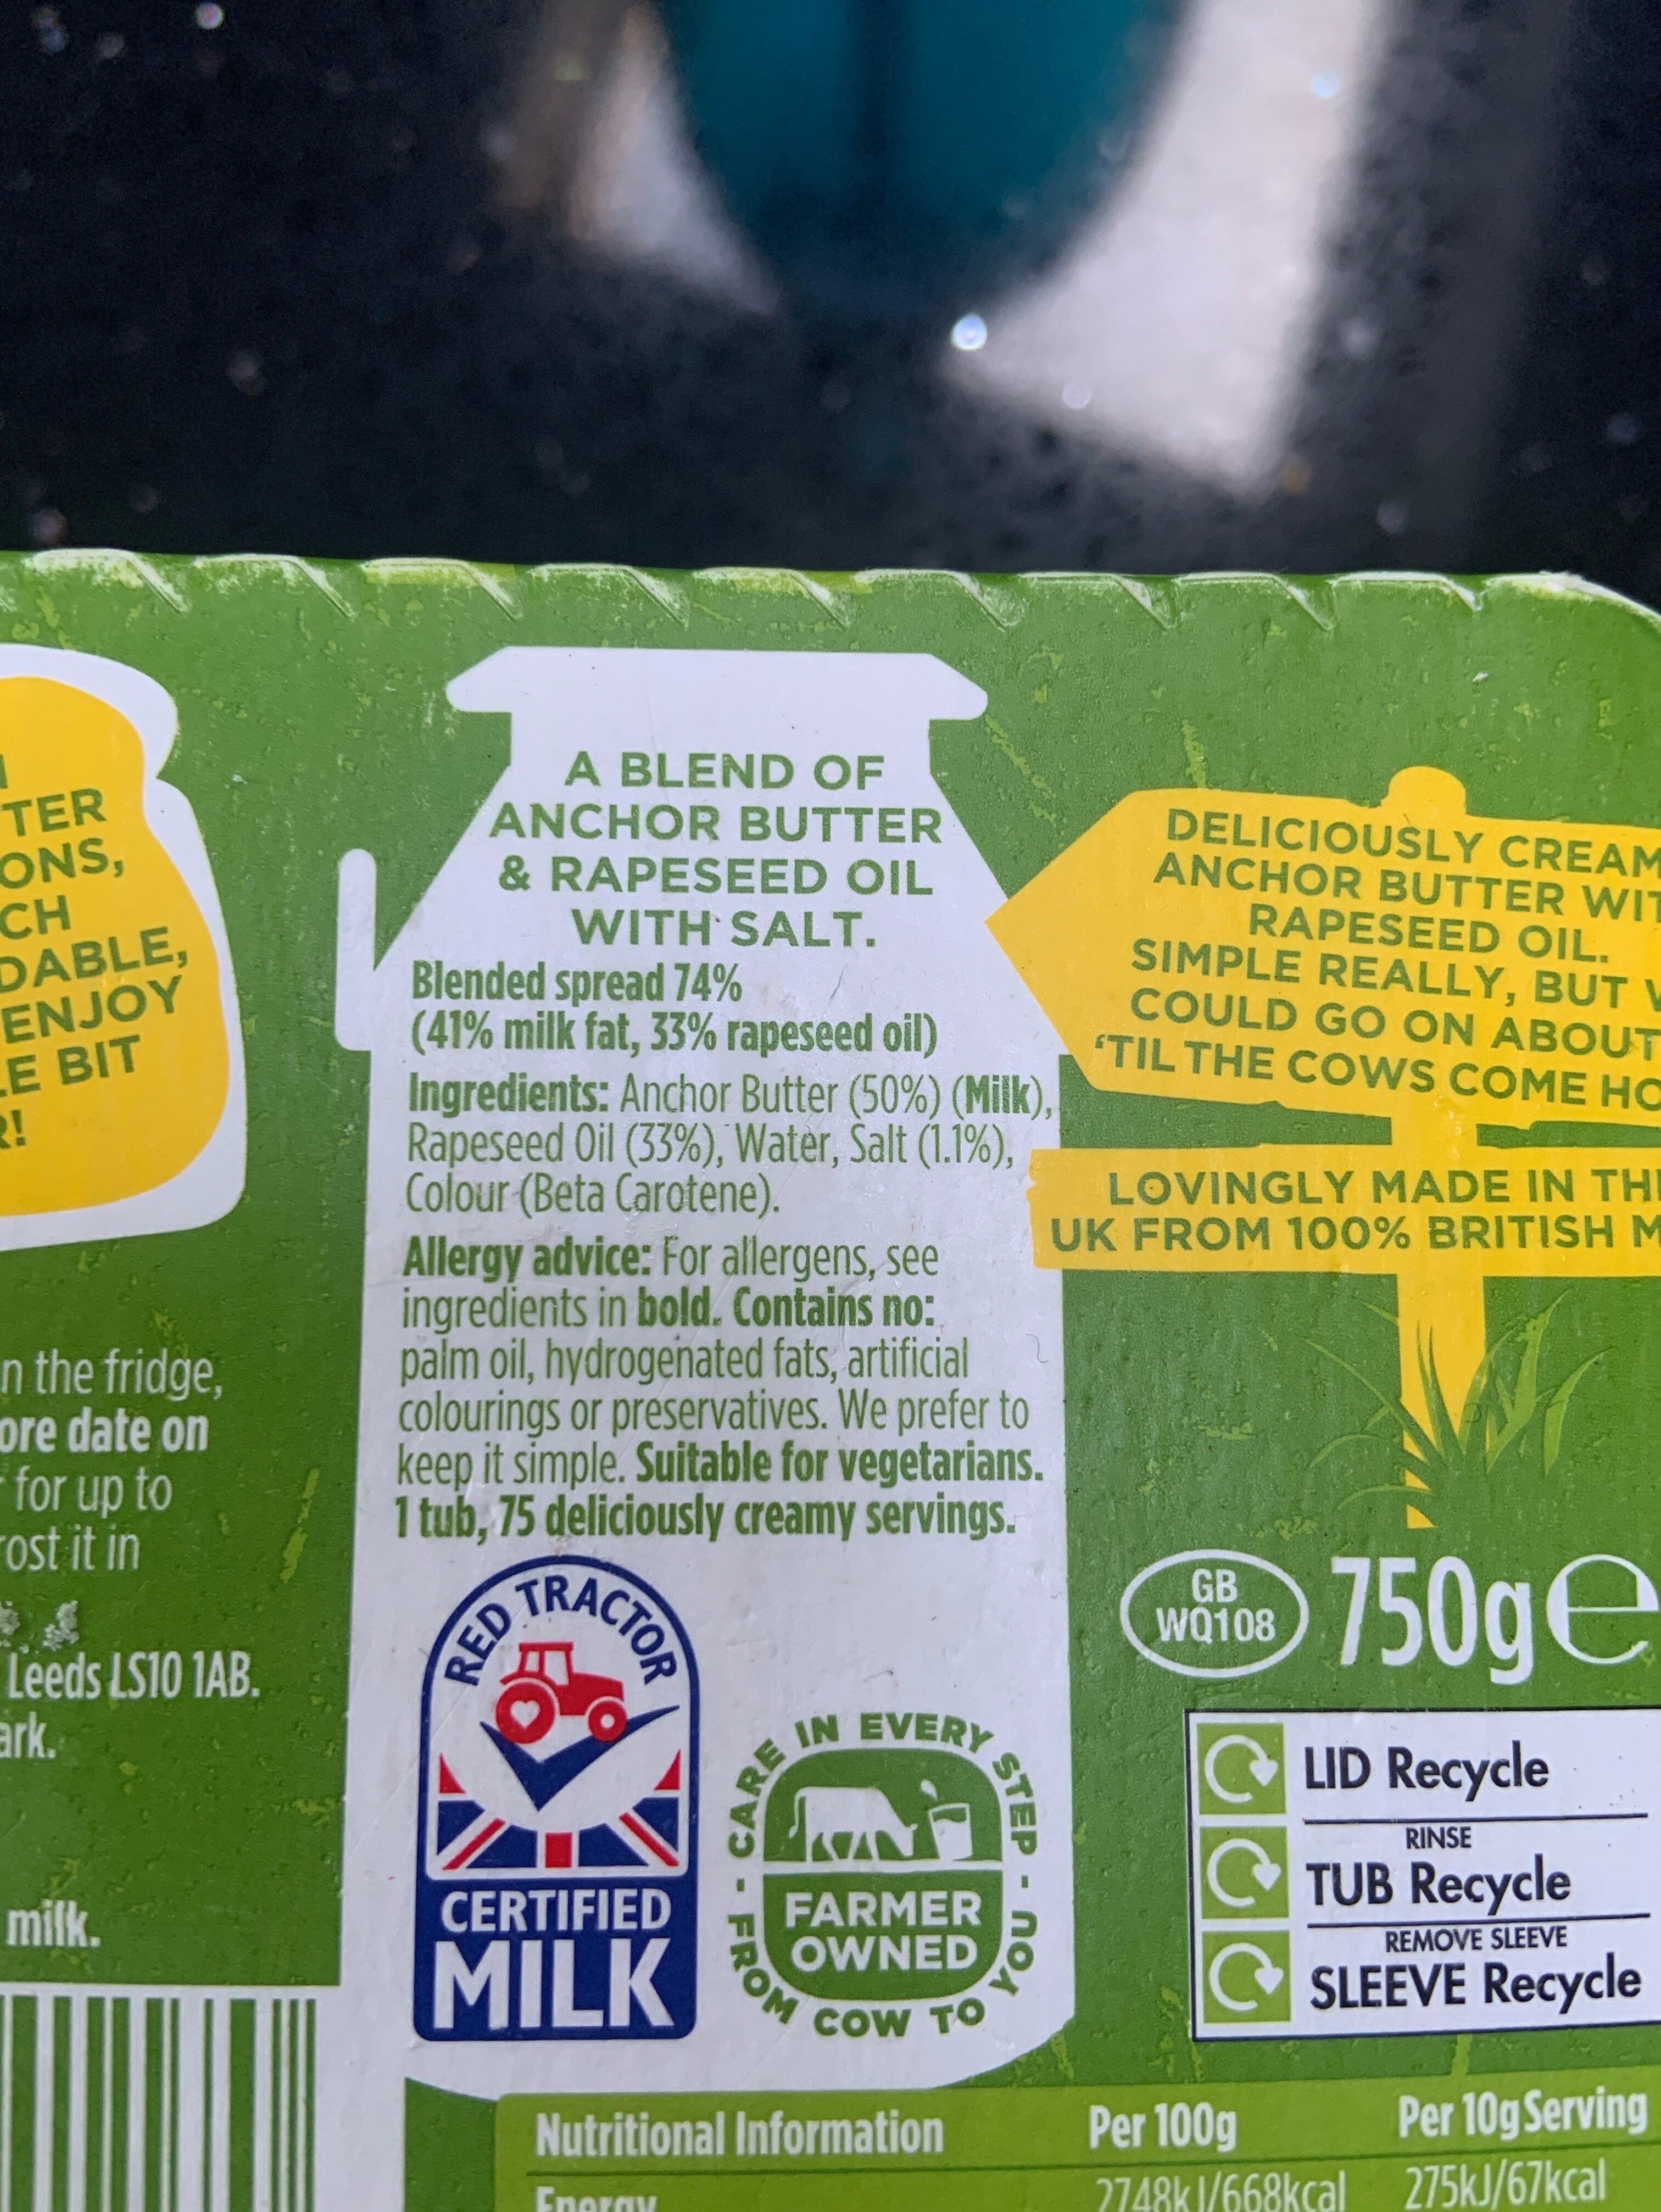 TER
ONS,
CH
DABLE,
ENJOY
LE BIT
R!
n the fridge,
ore date on
for up to
rost it in
Leeds LS10 1AB.
ark.
milk.
A BLEND OF
ANCHOR BUTTER
& RAPESEED OIL
WITH SALT.
Blended spread 74%
(41% milk fat, 33% rapeseed oil)
Ingredients: Anchor Butter (50%) (Milk),
Rapeseed Oil (33%), Water, Salt (1.1%),
Colour (Beta Carotene).
Allergy advice: For allergens, see
ingredients in bold. Contains no:
palm oil, hydrogenated fats, artificial
colourings or preservatives. We prefer to
keep it simple. Suitable for vegetarians.
1 tub, 75 deliciously creamy servings.
RED TRACTOR
CERTIFIED
MILK
CARE IN EVERY STEP - FROM COW TO YOU -
FARMER
OWNED
DELICIOUSLY CREAM
ANCHOR BUTTER WIT
RAPESEED OIL.
SIMPLE REALLY, BUT W
COULD GO ON ABOUT
'TIL THE COWS COME HO
LOVINGLY MADE IN TH
UK FROM 100% BRITISH M
GB
WQ108
750g e
LID Recycle
RINSE
TUB Recycle
REMOVE SLEEVE
SLEEVE Recycle
Nutritional Information Per 100g Per 10g Serving
Energy 2748kJ/668kcal 275kJ/67kcal